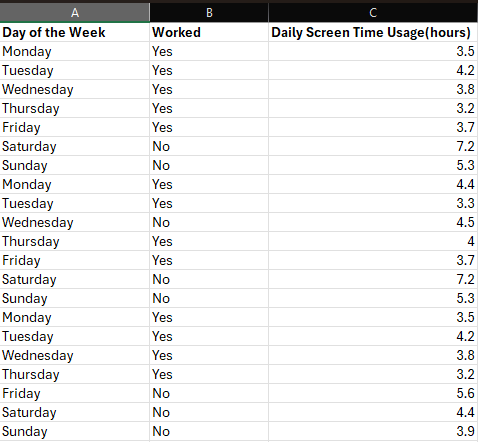 A B C
Day of the Week Worked Daily Screen Time Usage(hours)
Monday Yes 3.5
Tuesday Yes 4.2
Wednesday Yes 3.8
Thursday Yes 3.2
Friday Yes 3.7
Saturday No 7.2
Sunday No 5.3
Monday Yes 4.4
Tuesday Yes 3.3
Wednesday No 4.5
Thursday Yes 4
Friday Yes 3.7
Saturday No 7.2
Sunday No 5.3
Monday Yes 3.5
Tuesday Yes 4.2
Wednesday Yes 3.8
Thursday Yes 3.2
Friday No 5.6
Saturday No 4.4
Sunday No 3.9